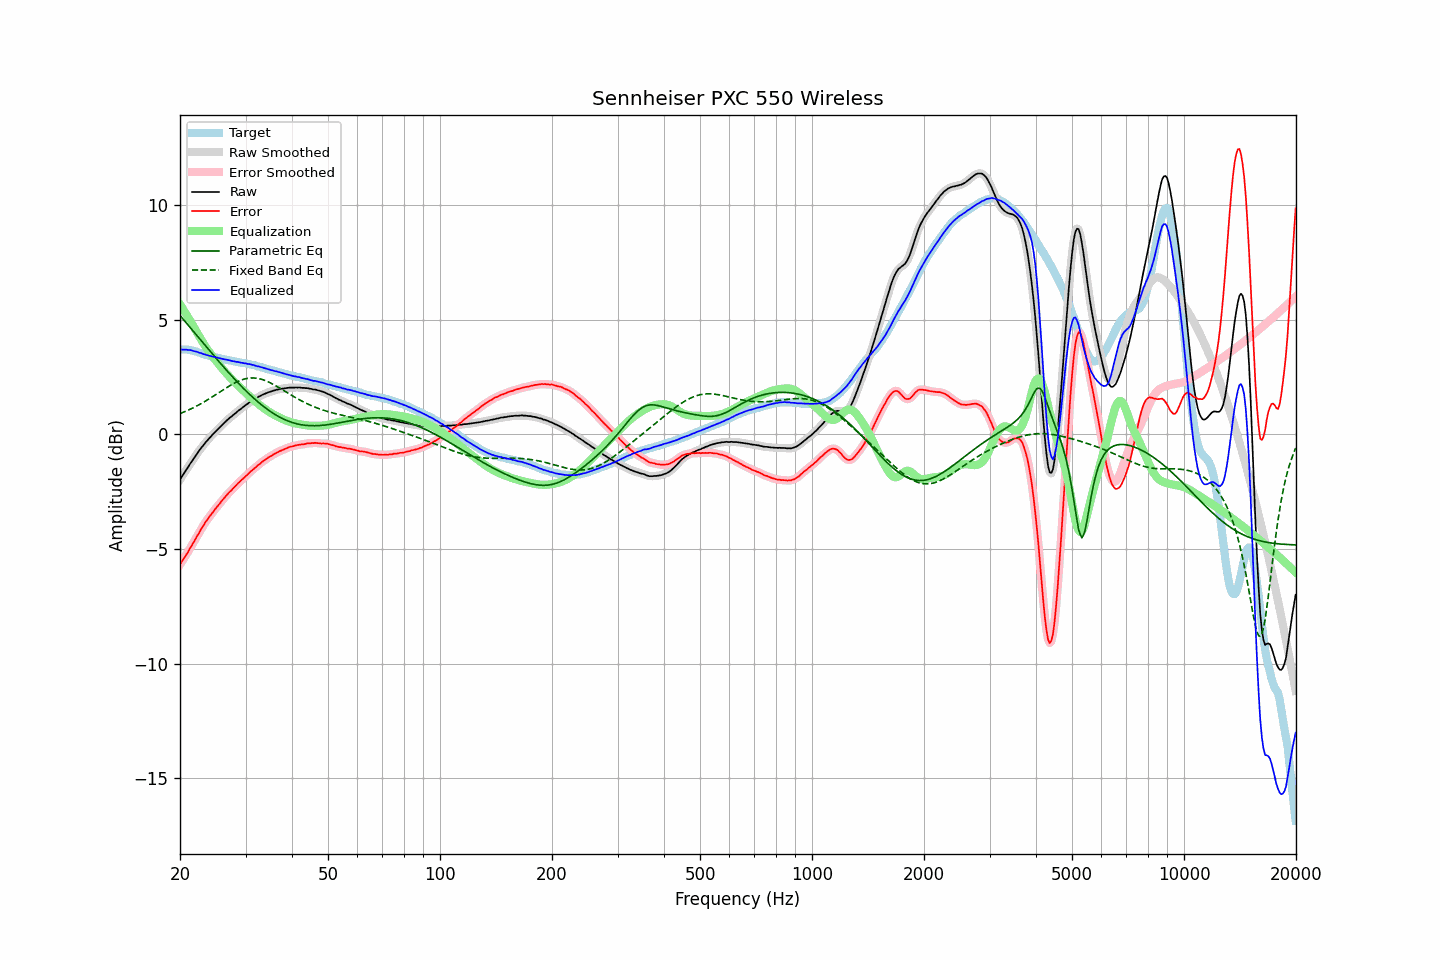 Sennheiser PXC 550 Wireless
Target
Raw Smoothed
Error Smoothed
Raw
Error
Equalization
Parametric Eq
Fixed Band Eq
Equalized
10
5
0
−5
−10
−15
Amplitude (dBr)
20 50 100 200 500 1000 2000 5000 10000 20000
Frequency (Hz)